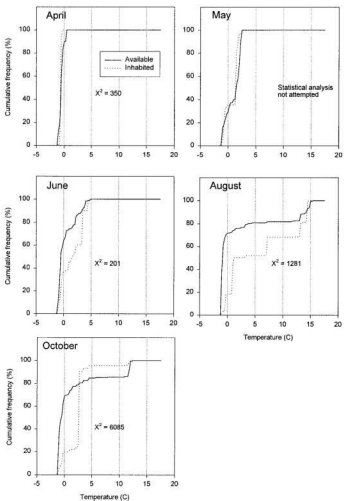 April
100
80
60
40
20
0
-5 0 5 10 15 20
Cumulative frequency (%)
Available
Inhabited
X² = 350
May
100
80
60
40
20
0
-5 0 5 10 15 20
Statistical analysis
not attempted
June
100
80
60
40
20
0
-5 0 5 10 15 20
Cumulative frequency (%)
X² = 201
August
100
80
60
40
20
0
-5 0 5 10 15 20
Temperature (C)
X² = 1281
October
100
80
60
40
20
0
-5 0 5 10 15 20
Cumulative frequency (%)
X² = 6085
Temperature (C)